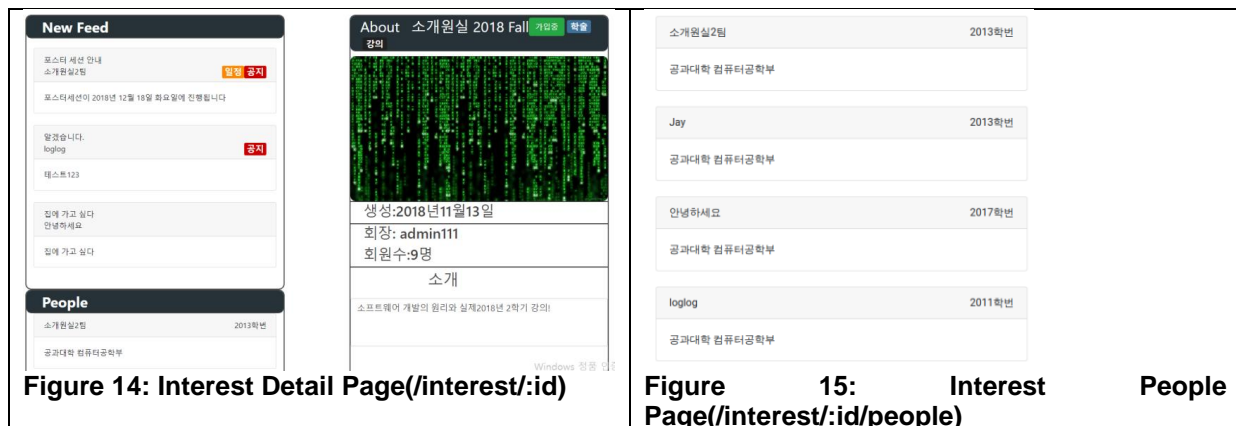 New Feed
포스터 세션 안내
소개원실2팀
일정 공지
포스터세션이 2018년 12월 18일 화요일에 진행됩니다
알겠습니다.
loglog
공지
테스트123
집에 가고 싶다
안녕하세요
집에 가고 싶다
People
소개원실2팀 2013학번
공과대학 컴퓨터공학부
About 소개원실 2018 Fall 가입중 학술
강의
생성:2018년11월13일
회장: admin111
회원수:9명
소개
소프트웨어 개발의 원리와 실제2018년 2학기 강의!
Windows 정품 인증
Figure 14: Interest Detail Page(/interest/:id)
소개원실2팀 2013학번
공과대학 컴퓨터공학부
Jay 2013학번
공과대학 컴퓨터공학부
안녕하세요 2017학번
공과대학 컴퓨터공학부
loglog 2011학번
공과대학 컴퓨터공학부
Figure 15: Interest People
Page(/interest/:id/people)